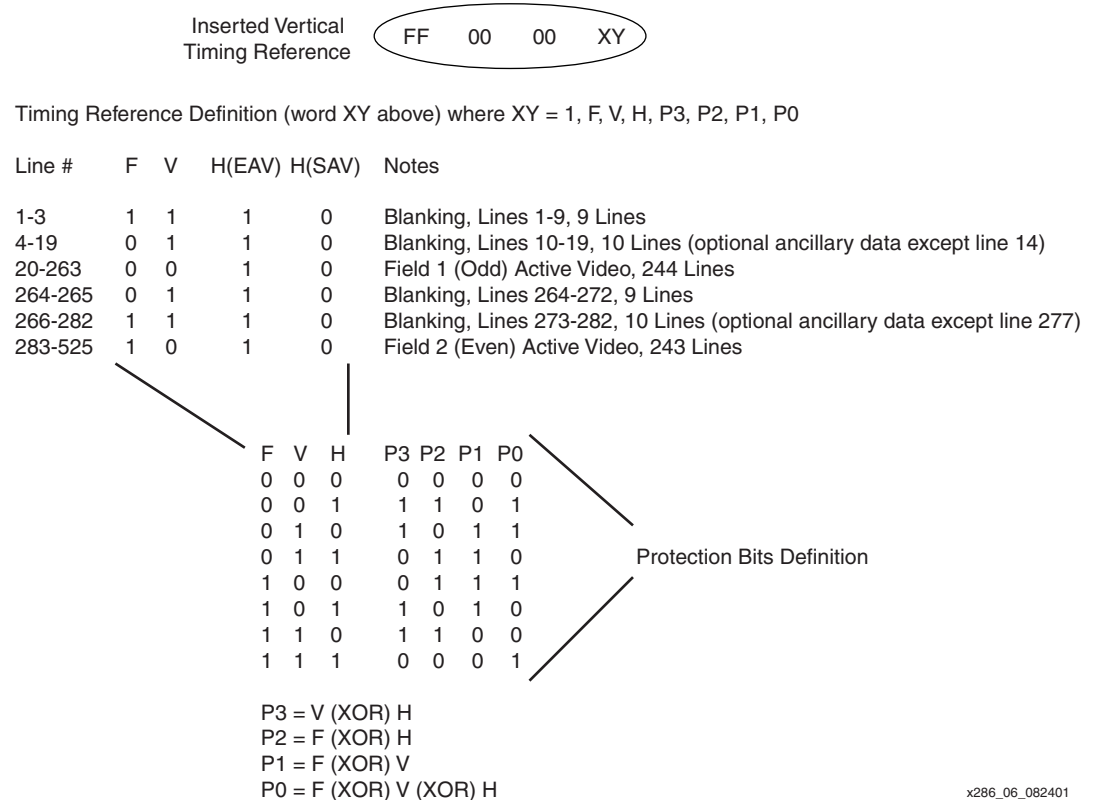 Inserted Vertical
Timing Reference
FF 00 00 XY
Timing Reference Definition (word XY above) where XY = 1, F, V, H, P3, P2, P1, P0
Line # F V H(EAV) H(SAV) Notes
1-3 1 1 1 0 Blanking, Lines 1-9, 9 Lines
4-19 0 1 1 0 Blanking, Lines 10-19, 10 Lines (optional ancillary data except line 14)
20-263 0 0 1 0 Field 1 (Odd) Active Video, 244 Lines
264-265 0 1 1 0 Blanking, Lines 264-272, 9 Lines
266-282 1 1 1 0 Blanking, Lines 273-282, 10 Lines (optional ancillary data except line 277)
283-525 1 0 1 0 Field 2 (Even) Active Video, 243 Lines
F V H P3 P2 P1 P0
0 0 0 0 0 0 0
0 0 1 1 1 0 1
0 1 0 1 0 1 1
0 1 1 0 1 1 0
1 0 0 0 1 1 1
1 0 1 1 0 1 0
1 1 0 1 1 0 0
1 1 1 0 0 0 1
Protection Bits Definition
P3 = V (XOR) H
P2 = F (XOR) H
P1 = F (XOR) V
P0 = F (XOR) V (XOR) H
x286_06_082401